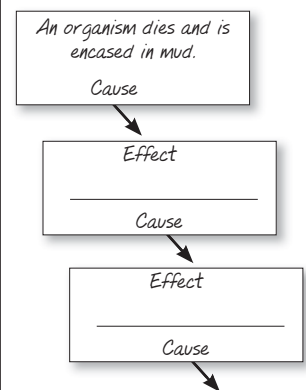 An organism dies and is
encased in mud.
Cause
Effect
Cause
Effect
Cause